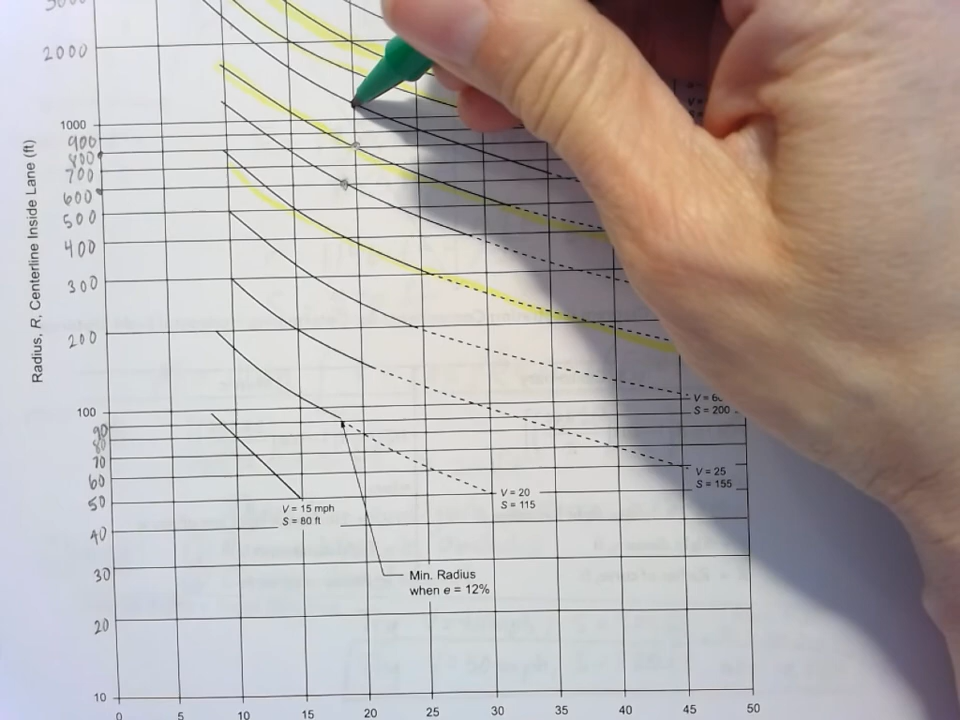 2000
1000
900
800
700
600
500
400
300
200
100
90
80
70
60
50
40
30
20
10
Radius, R, Centerline Inside Lane (ft)
S = 200
V = 25
S = 155
V = 20
S = 115
V = 15 mph
S = 80 ft
Min. Radius
when e = 12%
0 5 10 15 20 25 30 35 40 45 50